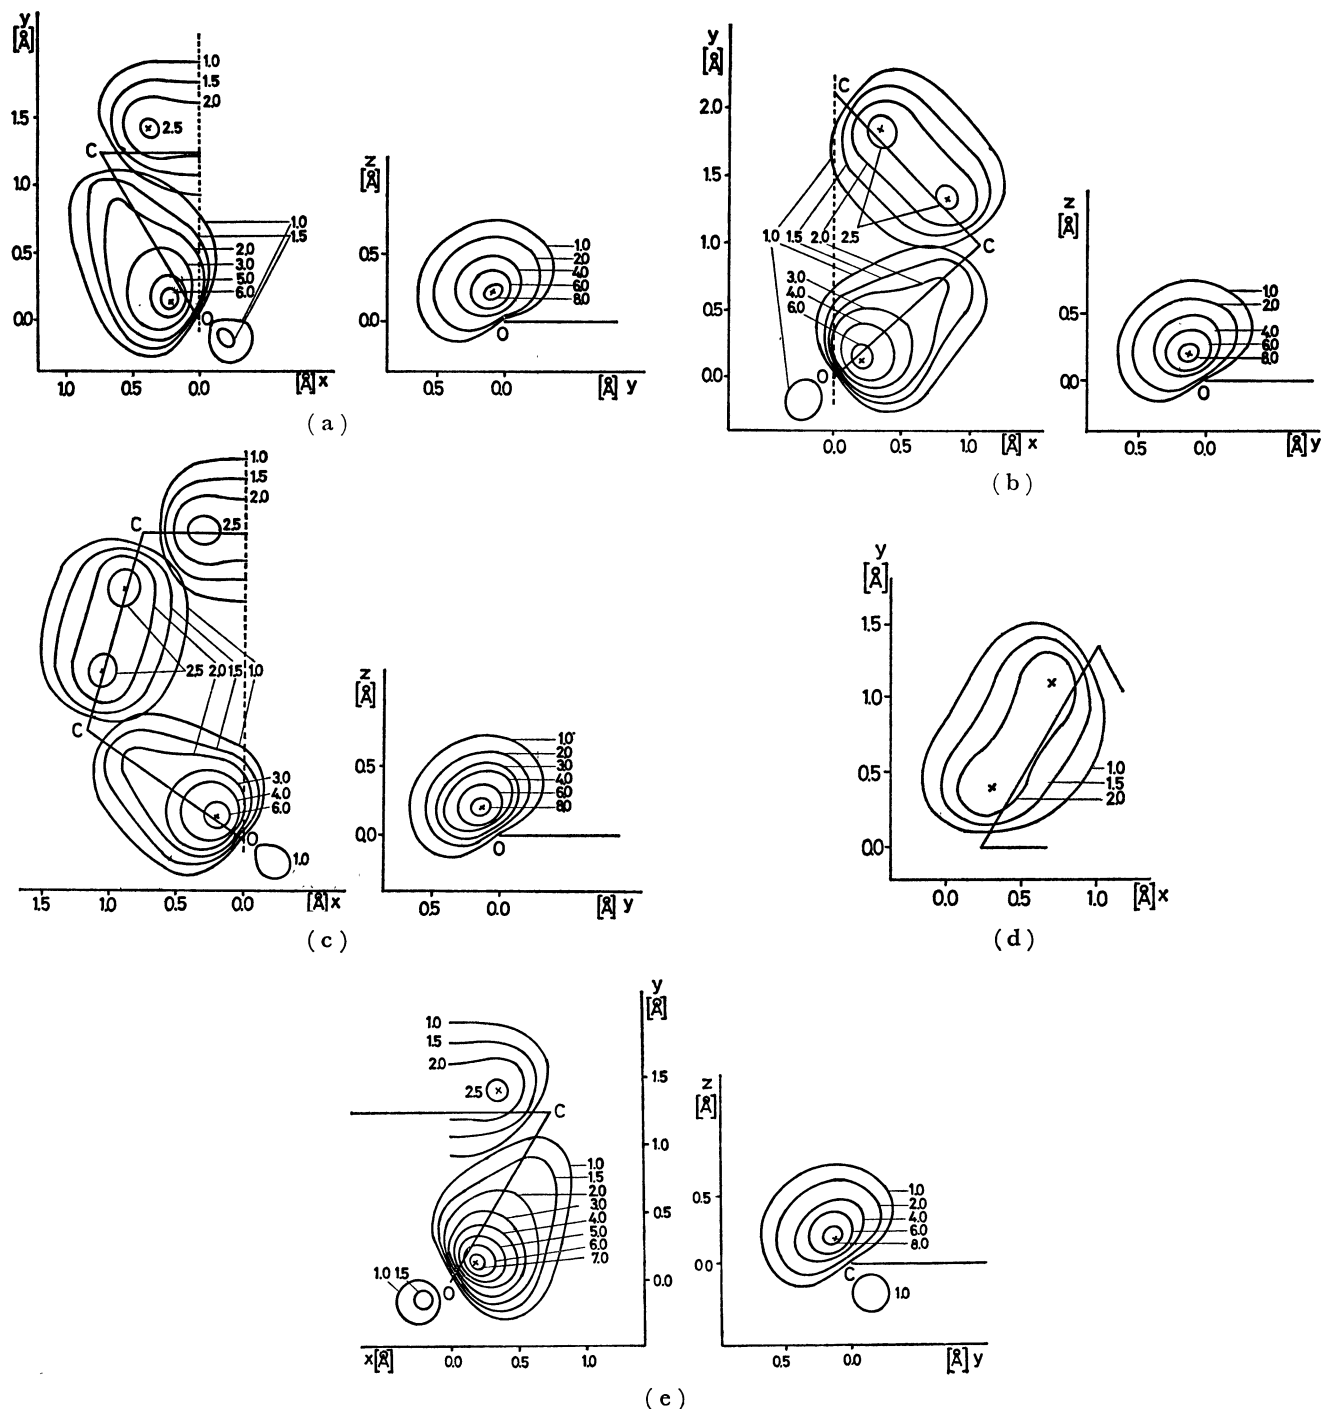 y
[Å]
1.5
1.0
0.5
0.0
C
1.0
1.5
2.0
2.5
1.0
1.5
2.0
3.0
5.0
6.0
O
1.0 0.5 0.0 [Å] x
z
[Å]
0.5
0.0
1.0
2.0
4.0
6.0
8.0
O
0.5 0.0 [Å] y
( a )
y
[Å]
2.0
1.5
1.0
0.5
0.0
C
C
1.0 1.5 2.0 2.5
3.0
4.0
6.0
O
0.0 0.5 1.0 [Å] x
z
[Å]
0.5
0.0
1.0
2.0
4.0
6.0
8.0
O
0.5 0.0 [Å] y
( b )
1.0
1.5
2.0
2.5
C
2.5 2.0 1.5 1.0
C
3.0
4.0
6.0
O
1.0
1.5 1.0 0.5 0.0 [Å] x
z
[Å]
0.5
0.0
1.0
2.0
3.0
4.0
6.0
8.0
O
0.5 0.0 [Å] y
( c )
y
[Å]
1.5
1.0
0.5
0.0
1.0
1.5
2.0
0.0 0.5 1.0 [Å] x
( d )
y
[Å]
1.5
1.0
0.5
0.0
1.0
1.5
2.0
2.5
C
1.0
1.5
2.0
3.0
4.0
5.0
6.0
7.0
1.0 1.5
O
x [Å] 0.0 0.5 1.0
z
[Å]
0.5
0.0
1.0
2.0
4.0
6.0
8.0
C
1.0
0.5 0.0 [Å] y
( e )